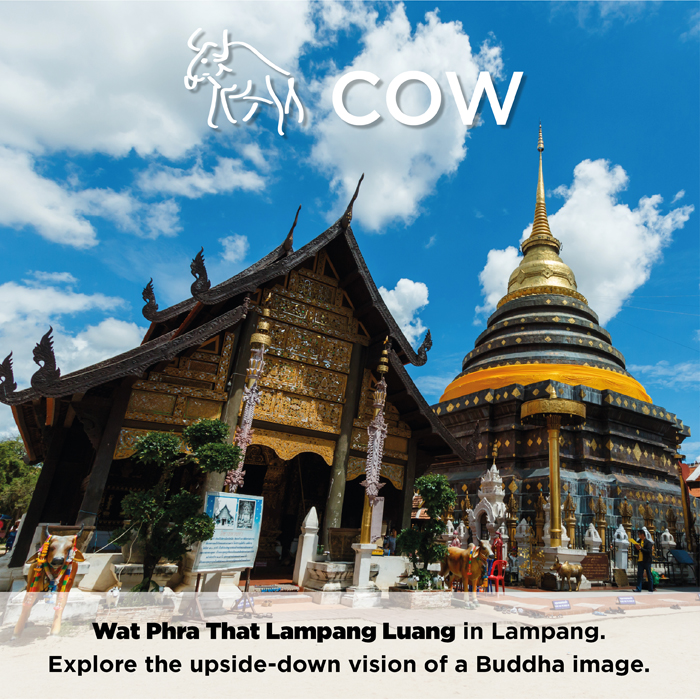 COW
Wat Phra That Lampang Luang in Lampang.
Explore the upside-down vision of a Buddha image.